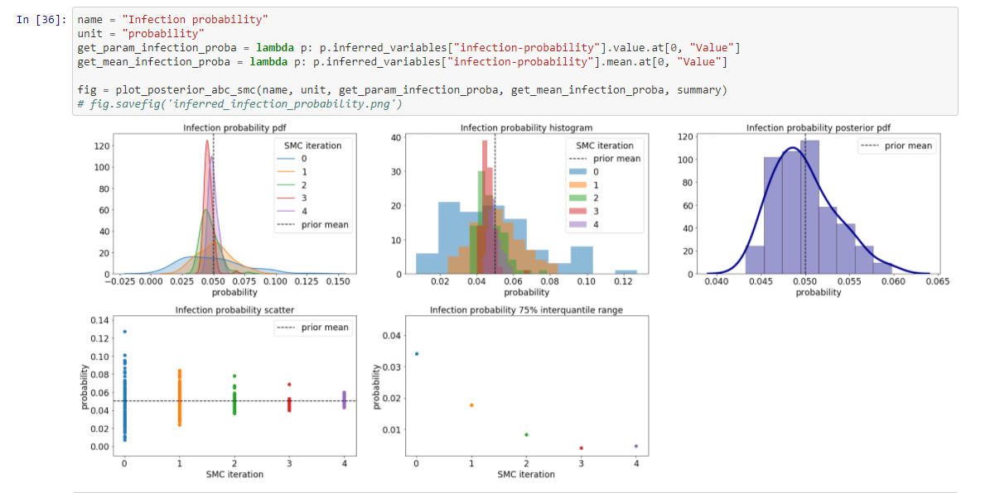 In [36]:
name = "Infection probability"
unit = "probability"
get_param_infection_proba = lambda p: p.inferred_variables["infection-probability"].value.at[0, "Value"]
get_mean_infection_proba = lambda p: p.inferred_variables["infection-probability"].mean.at[0, "Value"]
fig = plot_posterior_abc_smc(name, unit, get_param_infection_proba, get_mean_infection_proba, summary)
# fig.savefig('inferred_infection_probability.png')
Infection probability pdf
120
100
80
60
40
20
0
SMC iteration
0
1
2
3
4
prior mean
−0.025 0.000 0.025 0.050 0.075 0.100 0.125 0.150
probability
Infection probability histogram
40
30
20
10
0
SMC iteration
prior mean
0
1
2
3
4
0.02 0.04 0.06 0.08 0.10 0.12
probability
Infection probability posterior pdf
120
100
80
60
40
20
0
prior mean
0.040 0.045 0.050 0.055 0.060 0.065
probability
Infection probability scatter
0.14
0.12
0.10
0.08
0.06
0.04
0.02
0.00
probability
prior mean
0 1 2 3 4
SMC iteration
Infection probability 75% interquantile range
0.04
0.03
0.02
0.01
probability
0 1 2 3 4
SMC iteration